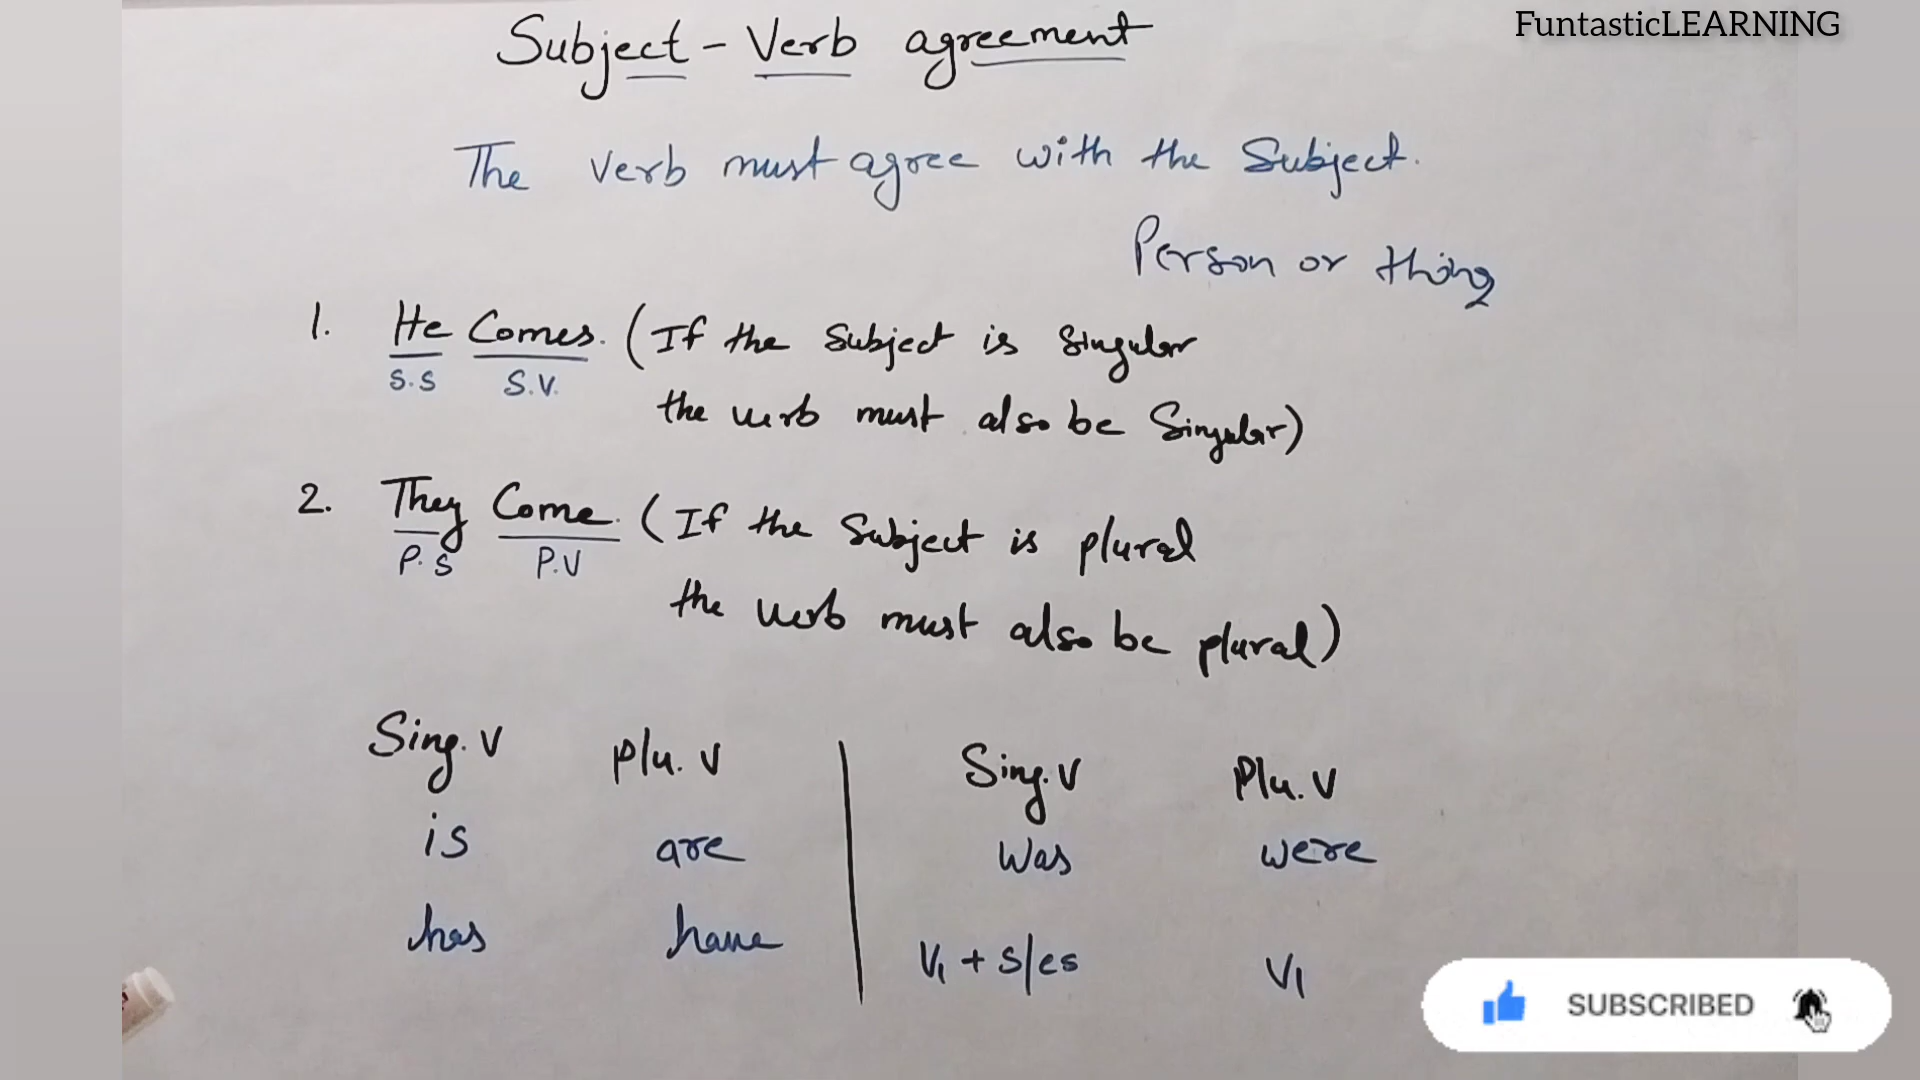 FuntasticLEARNING
Subject - Verb agreement
The verb must agree with the Subject.
Person or thing
1. He Comes. (If the Subject is Singular
S.S S.V.
the verb must also be Singular)
2. They Come. (If the Subject is plural
P.S P.V
the verb must also be plural)
Sing. V Plu. V Sing. V Plu. V
is are was were
has have V1 + s/es V1
SUBSCRIBED